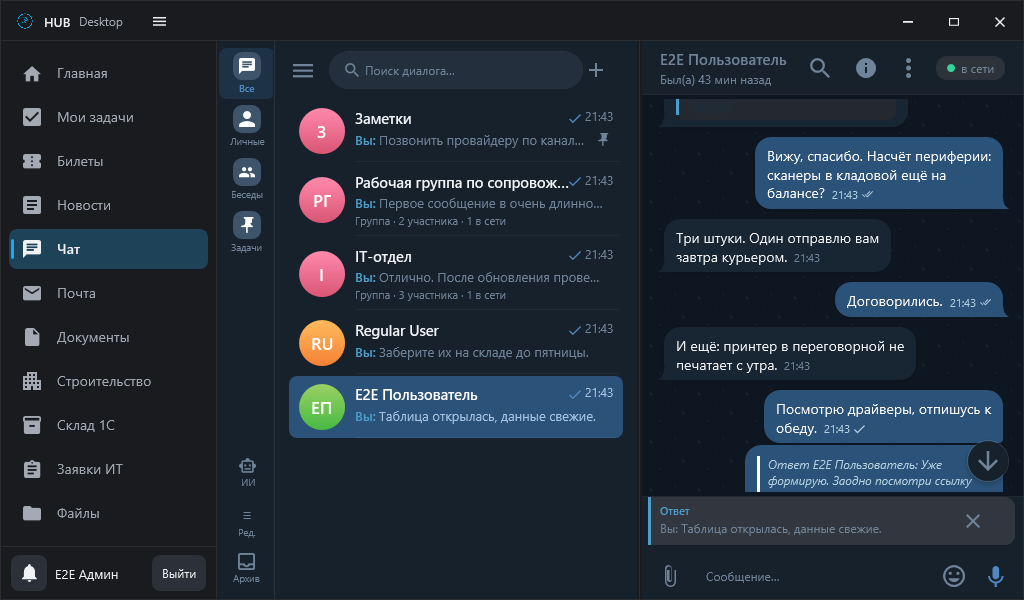 HUB Desktop
Главная
Мои задачи
Билеты
Новости
Чат
Почта
Документы
Строительство
Склад 1С
Заявки ИТ
Файлы
E2E Админ
Выйти
Все
Личные
Беседы
Задачи
ИИ
Ред.
Архив
Поиск диалога...
З
Заметки
21:43
Вы: Позвонить провайдеру по канал...
РГ
Рабочая группа по сопровож...
21:43
Вы: Первое сообщение в очень длинно...
Группа · 2 участника · 1 в сети
I
IT-отдел
21:43
Вы: Отлично. После обновления прове...
Группа · 3 участника · 1 в сети
RU
Regular User
21:43
Вы: Заберите их на складе до пятницы.
ЕП
E2E Пользователь
21:43
Вы: Таблица открылась, данные свежие.
E2E Пользователь
Был(а) 43 мин назад
в сети
Вижу, спасибо. Насчёт периферии:
сканеры в кладовой ещё на
балансе? 21:43
Три штуки. Один отправлю вам
завтра курьером. 21:43
Договорились. 21:43
И ещё: принтер в переговорной не
печатает с утра. 21:43
Посмотрю драйверы, отпишусь к
обеду. 21:43
Ответ E2E Пользователь: Уже
формирую. Заодно посмотри ссылку
Ответ
Вы: Таблица открылась, данные свежие.
Сообщение...